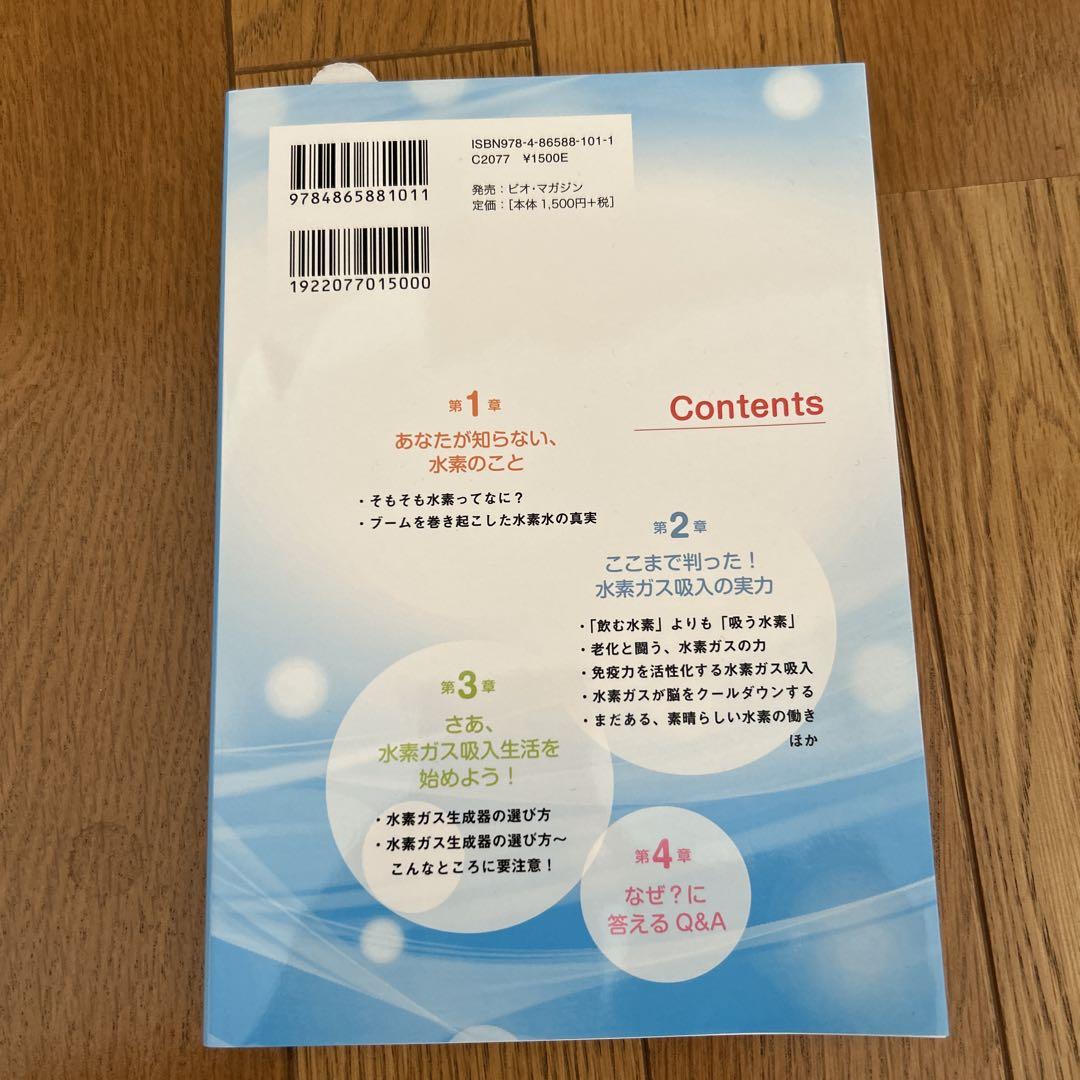 ISBN978-4-86588-101-1
C2077 ¥1500E
9784865881011
発売：ビオ・マガジン
定価：[本体 1,500円+税]
1922077015000
Contents
第1章
あなたが知らない、
水素のこと
・そもそも水素ってなに？
・ブームを巻き起こした水素水の真実
第2章
ここまで判った！
水素ガス吸入の実力
・「飲む水素」よりも「吸う水素」
・老化と闘う、水素ガスの力
・免疫力を活性化する水素ガス吸入
・水素ガスが脳をクールダウンする
・まだある、素晴らしい水素の働き
ほか
第3章
さあ、
水素ガス吸入生活を
始めよう！
・水素ガス生成器の選び方
・水素ガス生成器の選び方～
こんなところに要注意！
第4章
なぜ？に
答える Q&A